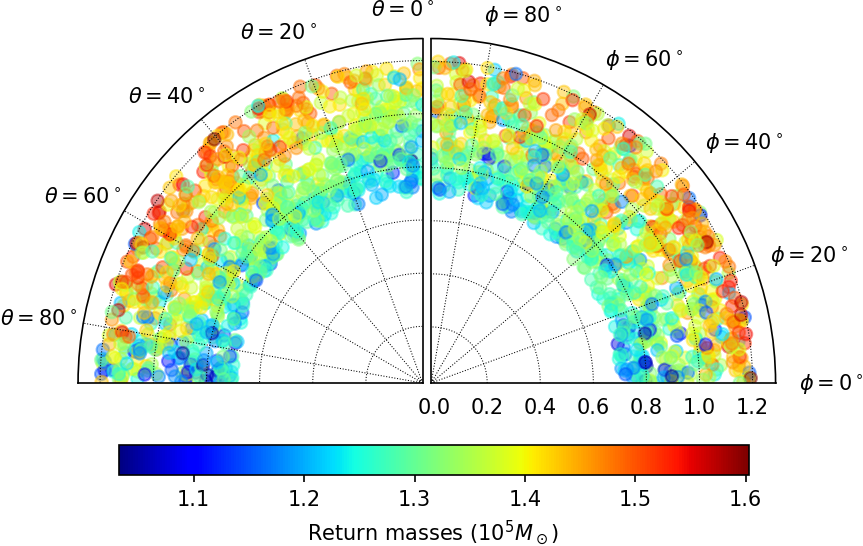 θ = 0°
ϕ = 80°
θ = 20°
ϕ = 60°
θ = 40°
ϕ = 40°
θ = 60°
ϕ = 20°
θ = 80°
ϕ = 0°
0.0 0.2 0.4 0.6 0.8 1.0 1.2
1.1 1.2 1.3 1.4 1.5 1.6
Return masses (10⁵M⊙)